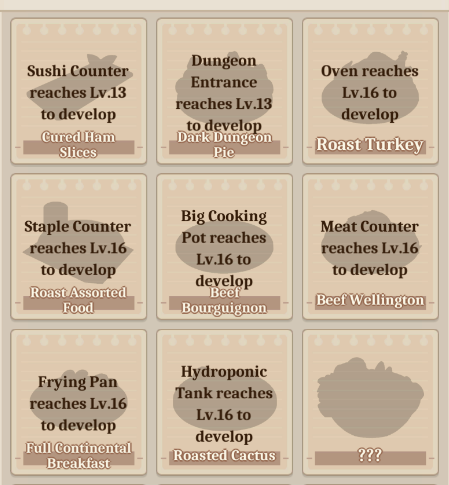 Sushi Counter
reaches Lv.13
to develop
Cured Ham
Slices
Dungeon
Entrance
reaches Lv.13
to develop
Dark Dungeon
Pie
Oven reaches
Lv.16 to
develop
Roast Turkey
Staple Counter
reaches Lv.16
to develop
Roast Assorted
Food
Big Cooking
Pot reaches
Lv.16 to
develop
Beef
Bourguignon
Meat Counter
reaches Lv.16
to develop
Beef Wellington
Frying Pan
reaches Lv.16
to develop
Full Continental
Breakfast
Hydroponic
Tank reaches
Lv.16 to
develop
Roasted Cactus
???